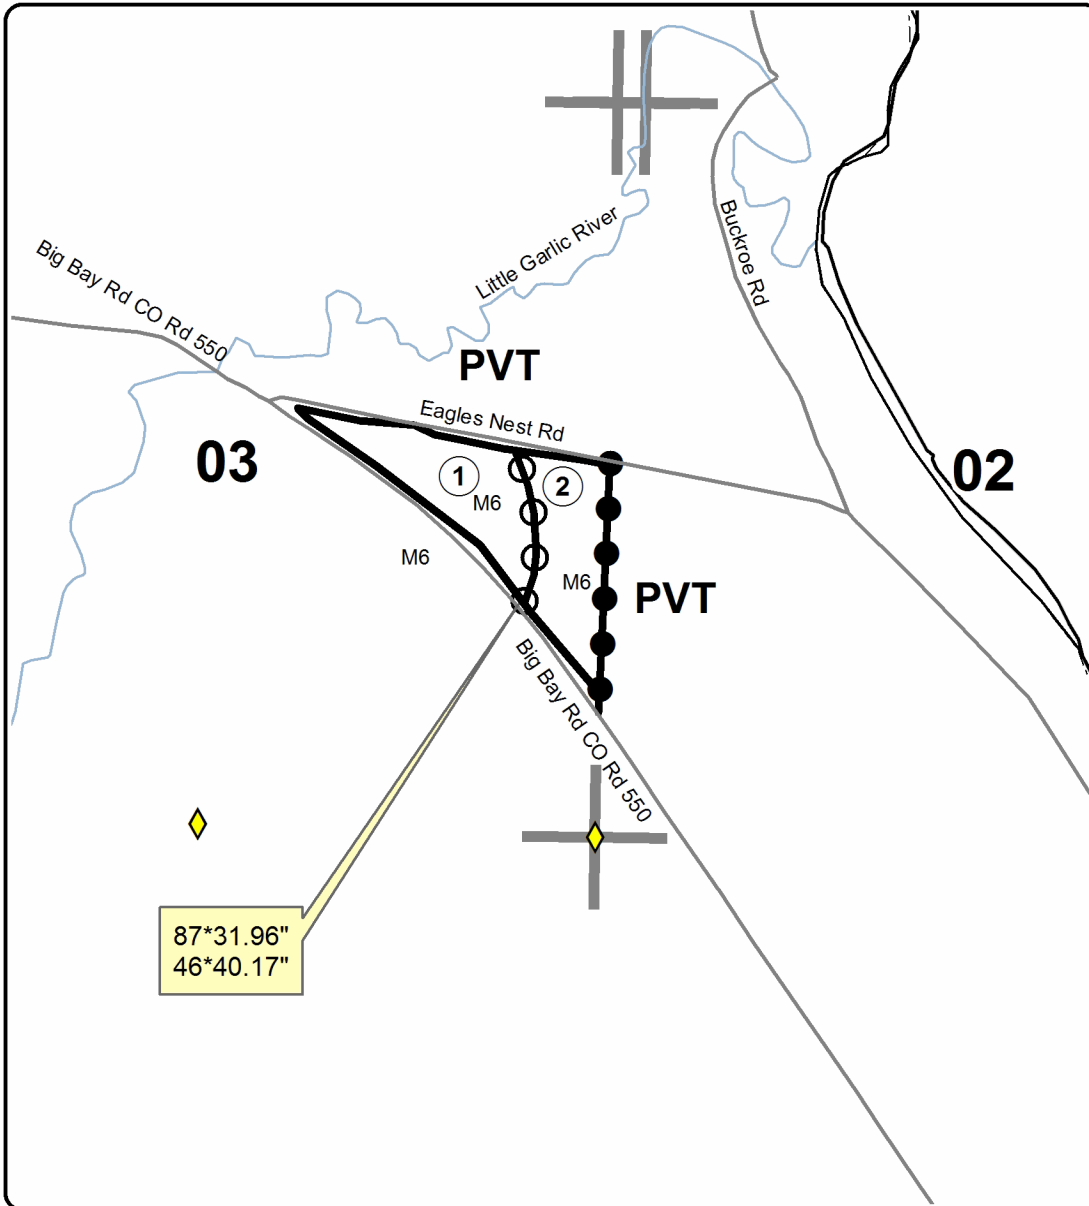 Big Bay Rd CO Rd 550
Little Garlic River
Buckroe Rd
PVT
Eagles Nest Rd
03
02
1
2
M6
M6
M6
PVT
Big Bay Rd CO Rd 550
87*31.96"
46*40.17"